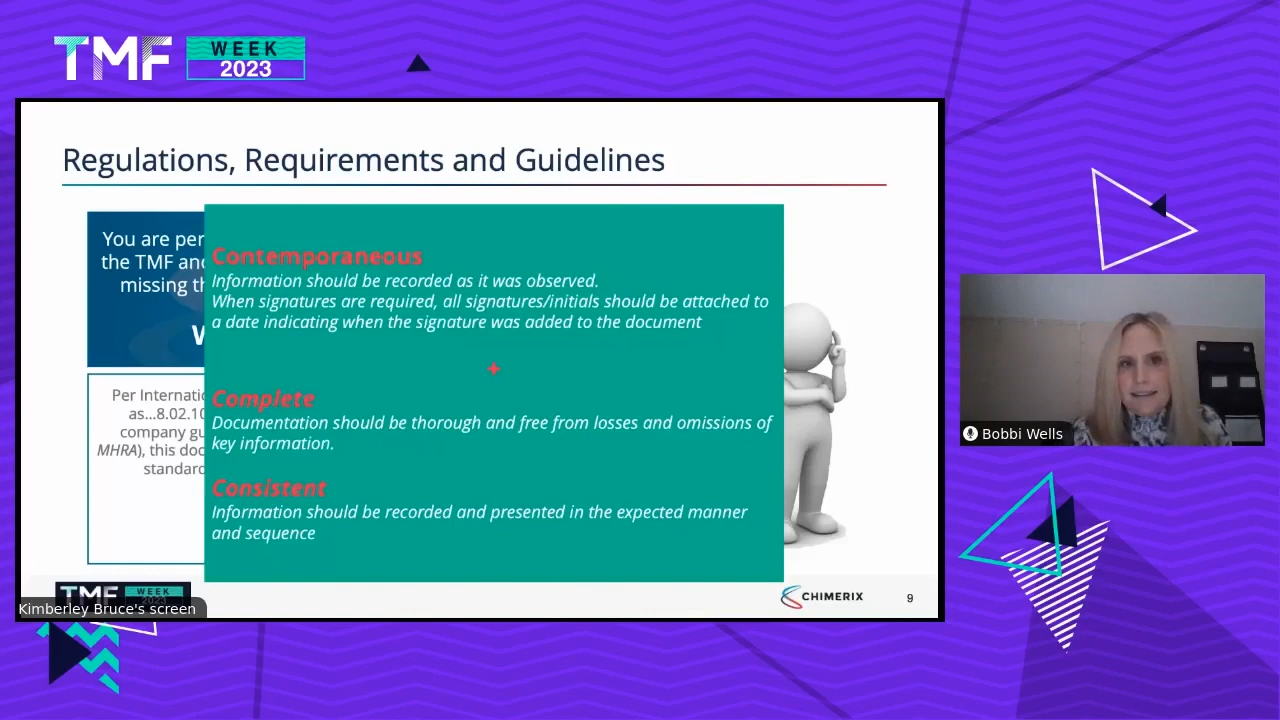 TMF WEEK
2023
Regulations, Requirements and Guidelines
You are per
the TMF and
missing th
W
Contemporaneous
Information should be recorded as it was observed.
When signatures are required, all signatures/initials should be attached to
a date indicating when the signature was added to the document
+
Complete
Documentation should be thorough and free from losses and omissions of
key information.
Consistent
Information should be recorded and presented in the expected manner
and sequence
Per Internatio
as...8.02.10
company gu
MHRA), this doc
standard
TMF WEEK
2023
Kimberley Bruce's screen
CHIMERIX
9
Bobbi Wells